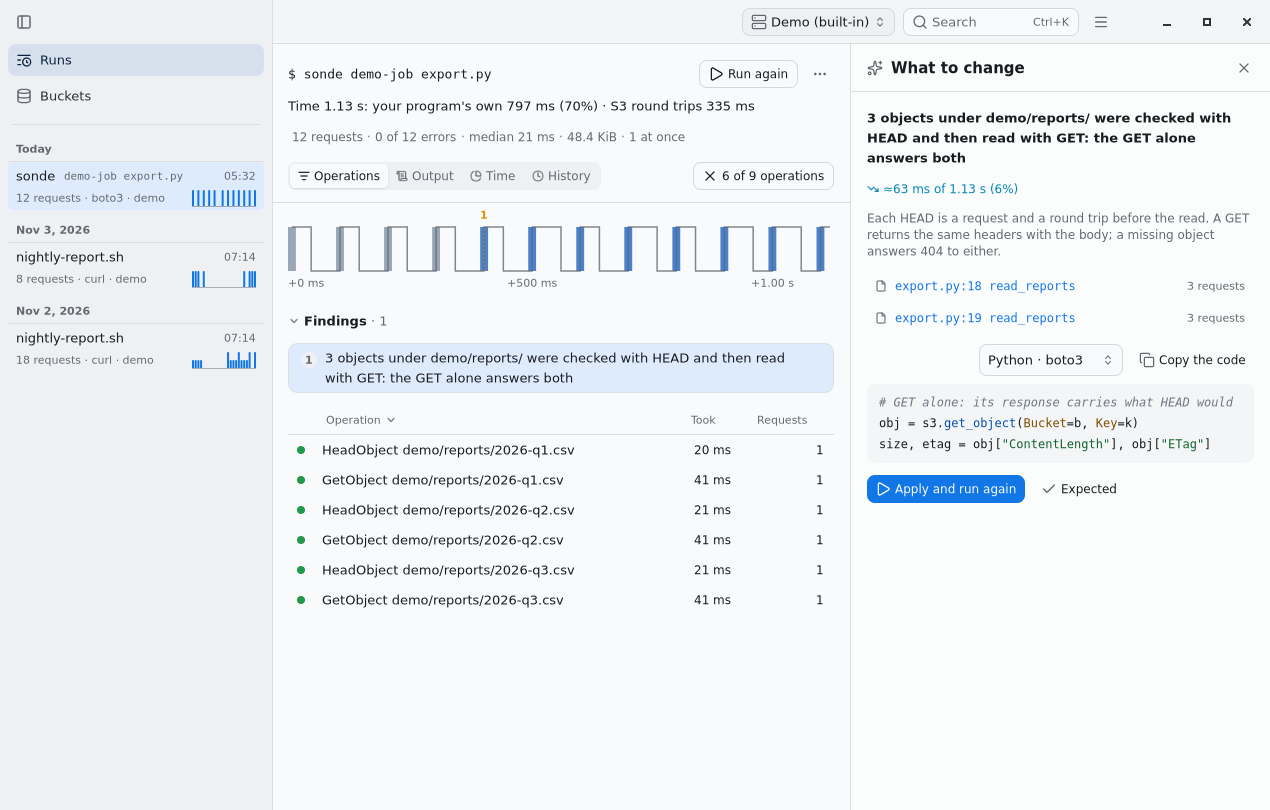 Demo (built-in)
Search
Ctrl+K
Runs
Buckets
Today
sonde demo-job export.py 05:32
12 requests · boto3 · demo
Nov 3, 2026
nightly-report.sh 07:14
8 requests · curl · demo
Nov 2, 2026
nightly-report.sh 07:14
18 requests · curl · demo
$ sonde demo-job export.py
Run again
Time 1.13 s: your program's own 797 ms (70%) · S3 round trips 335 ms
12 requests · 0 of 12 errors · median 21 ms · 48.4 KiB · 1 at once
Operations
Output
Time
History
6 of 9 operations
1
+0 ms
+500 ms
+1.00 s
Findings · 1
1
3 objects under demo/reports/ were checked with HEAD and then read
with GET: the GET alone answers both
Operation Took Requests
HeadObject demo/reports/2026-q1.csv 20 ms 1
GetObject demo/reports/2026-q1.csv 41 ms 1
HeadObject demo/reports/2026-q2.csv 21 ms 1
GetObject demo/reports/2026-q2.csv 41 ms 1
HeadObject demo/reports/2026-q3.csv 21 ms 1
GetObject demo/reports/2026-q3.csv 41 ms 1
What to change
3 objects under demo/reports/ were checked with
HEAD and then read with GET: the GET alone
answers both
≈63 ms of 1.13 s (6%)
Each HEAD is a request and a round trip before the read. A GET
returns the same headers with the body; a missing object
answers 404 to either.
export.py:18 read_reports 3 requests
export.py:19 read_reports 3 requests
Python · boto3
Copy the code
# GET alone: its response carries what HEAD would
obj = s3.get_object(Bucket=b, Key=k)
size, etag = obj["ContentLength"], obj["ETag"]
Apply and run again
Expected